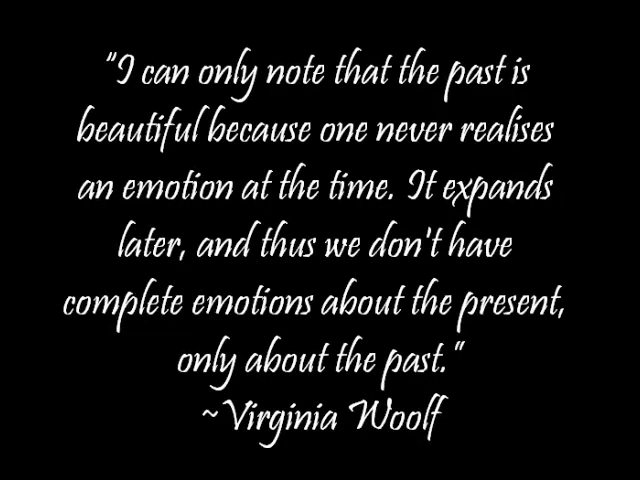 "I can only note that the past is
beautiful because one never realises
an emotion at the time. It expands
later, and thus we don't have
complete emotions about the present,
only about the past."
~Virginia Woolf